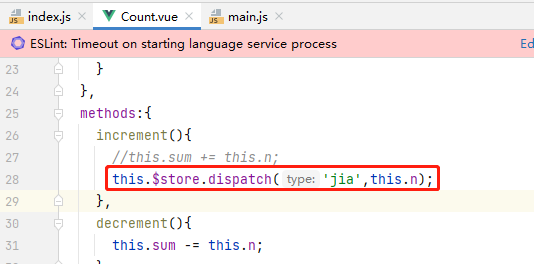 index.js × Count.vue × main.js ×
ESLint: Timeout on starting language service process Ed
23 }
24 },
25 methods:{
26 increment(){
27 //this.sum += this.n;
28 this.$store.dispatch( type: 'jia',this.n);
29 },
30 decrement(){
31 this.sum -= this.n;